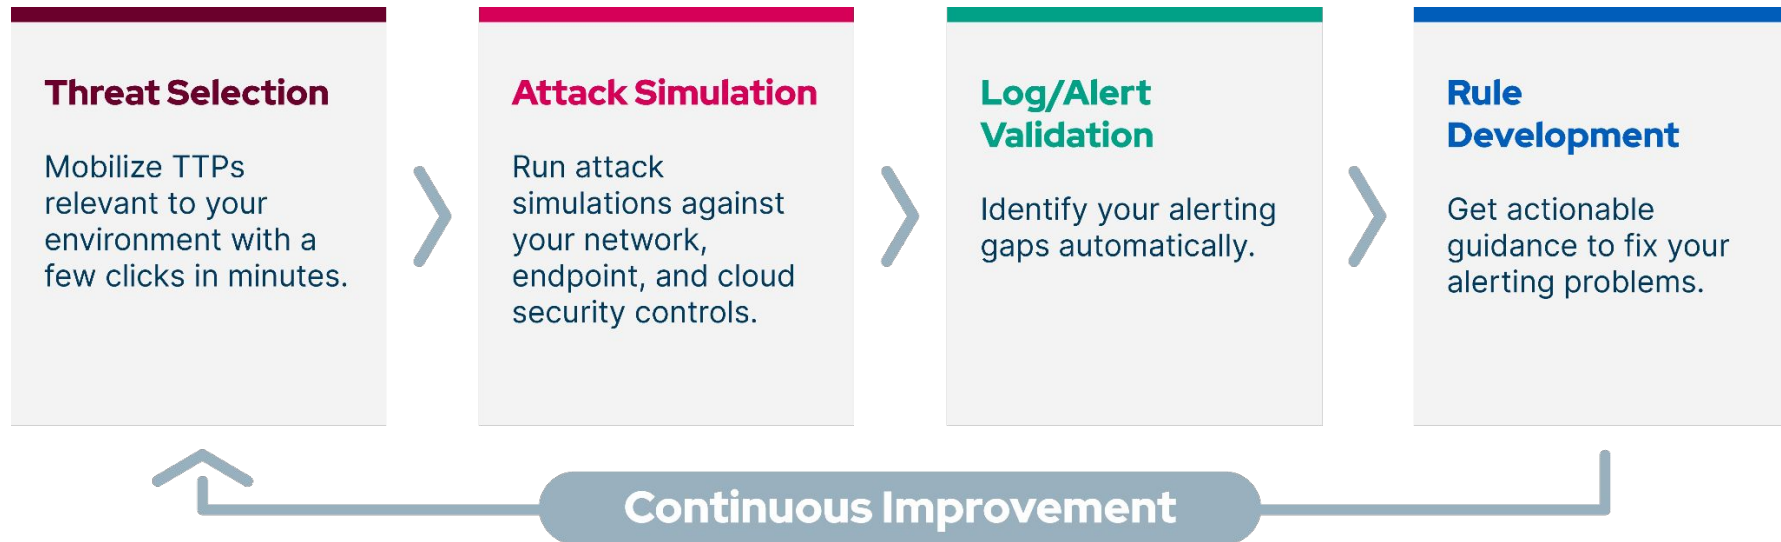 Threat Selection
Mobilize TTPs
relevant to your
environment with a
few clicks in minutes.
Attack Simulation
Run attack
simulations against
your network,
endpoint, and cloud
security controls.
Log/Alert
Validation
Identify your alerting
gaps automatically.
Rule
Development
Get actionable
guidance to fix your
alerting problems.
Continuous Improvement